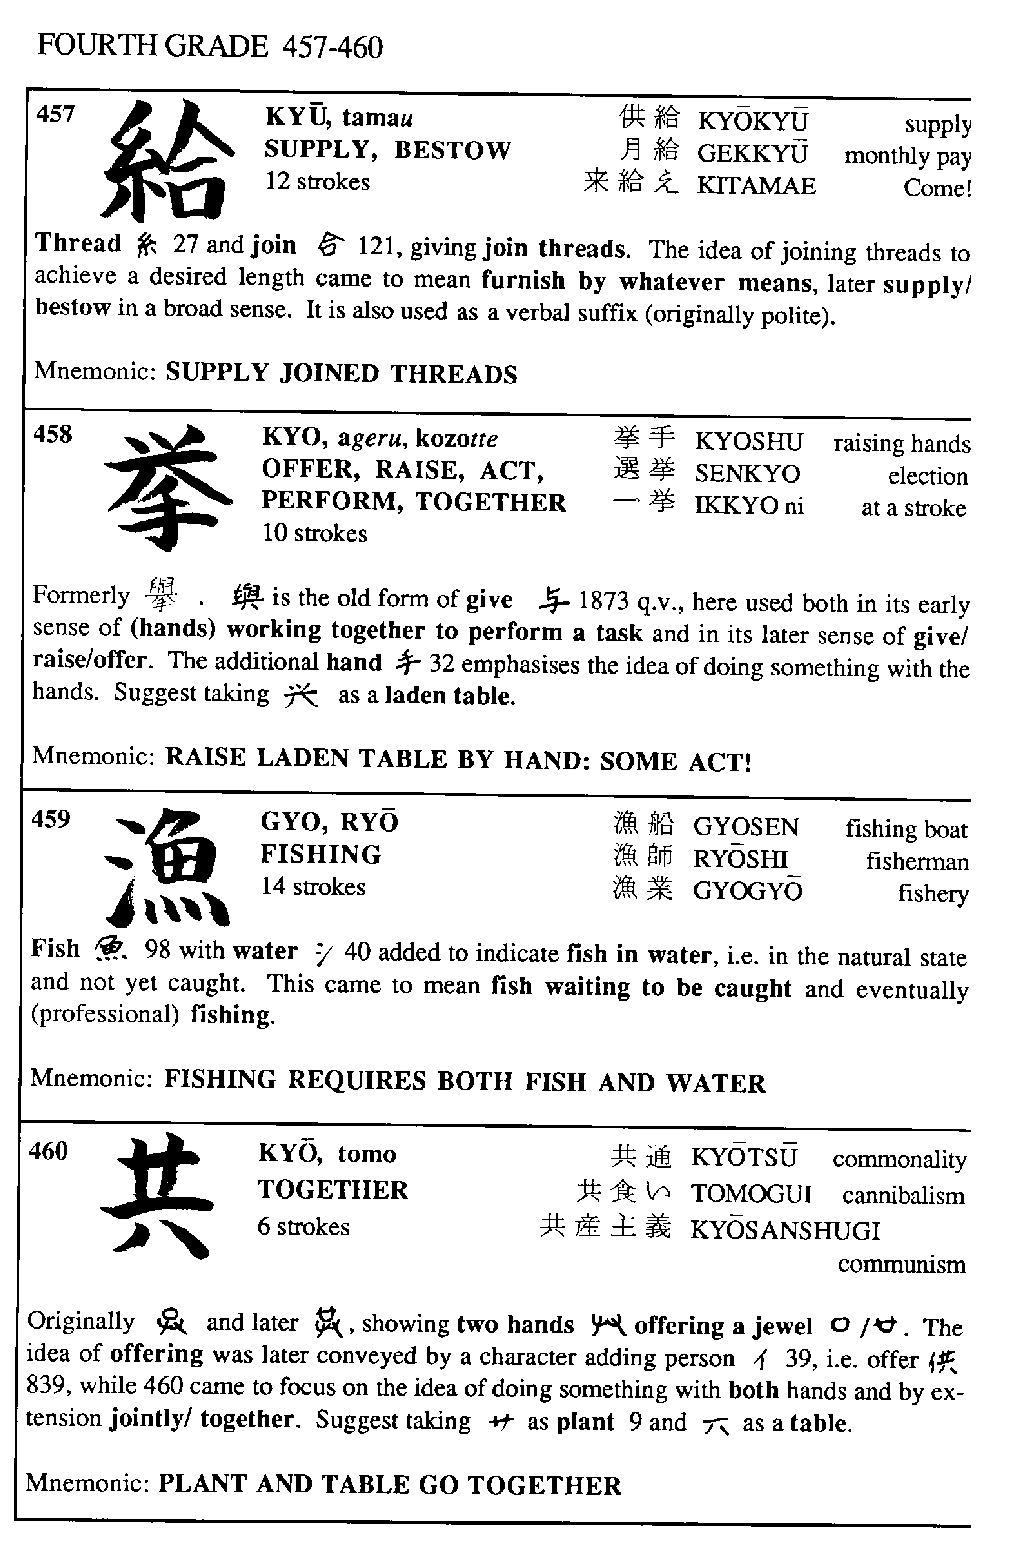 FOURTH GRADE 457-460
457 給 KYŪ, tamau 供給 KYŌKYŪ supply
SUPPLY, BESTOW 月給 GEKKYŪ monthly pay
12 strokes 来給え KITAMAE Come!
Thread 糸 27 and join 合 121, giving join threads. The idea of joining threads to
achieve a desired length came to mean furnish by whatever means, later supply/
bestow in a broad sense. It is also used as a verbal suffix (originally polite).
Mnemonic: SUPPLY JOINED THREADS
458 挙 KYO, ageru, kozotte 挙手 KYOSHU raising hands
OFFER, RAISE, ACT, 選挙 SENKYO election
PERFORM, TOGETHER 一挙 IKKYO ni at a stroke
10 strokes
Formerly 擧 . 與 is the old form of give 与 1873 q.v., here used both in its early
sense of (hands) working together to perform a task and in its later sense of give/
raise/offer. The additional hand 手 32 emphasises the idea of doing something with the
hands. Suggest taking as a laden table.
Mnemonic: RAISE LADEN TABLE BY HAND: SOME ACT!
459 漁 GYO, RYŌ 漁船 GYOSEN fishing boat
FISHING 漁師 RYŌSHI fisherman
14 strokes 漁業 GYOGYŌ fishery
Fish 魚 98 with water 氵 40 added to indicate fish in water, i.e. in the natural state
and not yet caught. This came to mean fish waiting to be caught and eventually
(professional) fishing.
Mnemonic: FISHING REQUIRES BOTH FISH AND WATER
460 共 KYŌ, tomo 共通 KYŌTSŪ commonality
TOGETHER 共食い TOMOGUI cannibalism
6 strokes 共産主義 KYŌSANSHUGI
communism
Originally and later , showing two hands offering a jewel / . The
idea of offering was later conveyed by a character adding person 亻 39, i.e. offer 供
839, while 460 came to focus on the idea of doing something with both hands and by ex-
tension jointly/ together. Suggest taking 艹 as plant 9 and as a table.
Mnemonic: PLANT AND TABLE GO TOGETHER